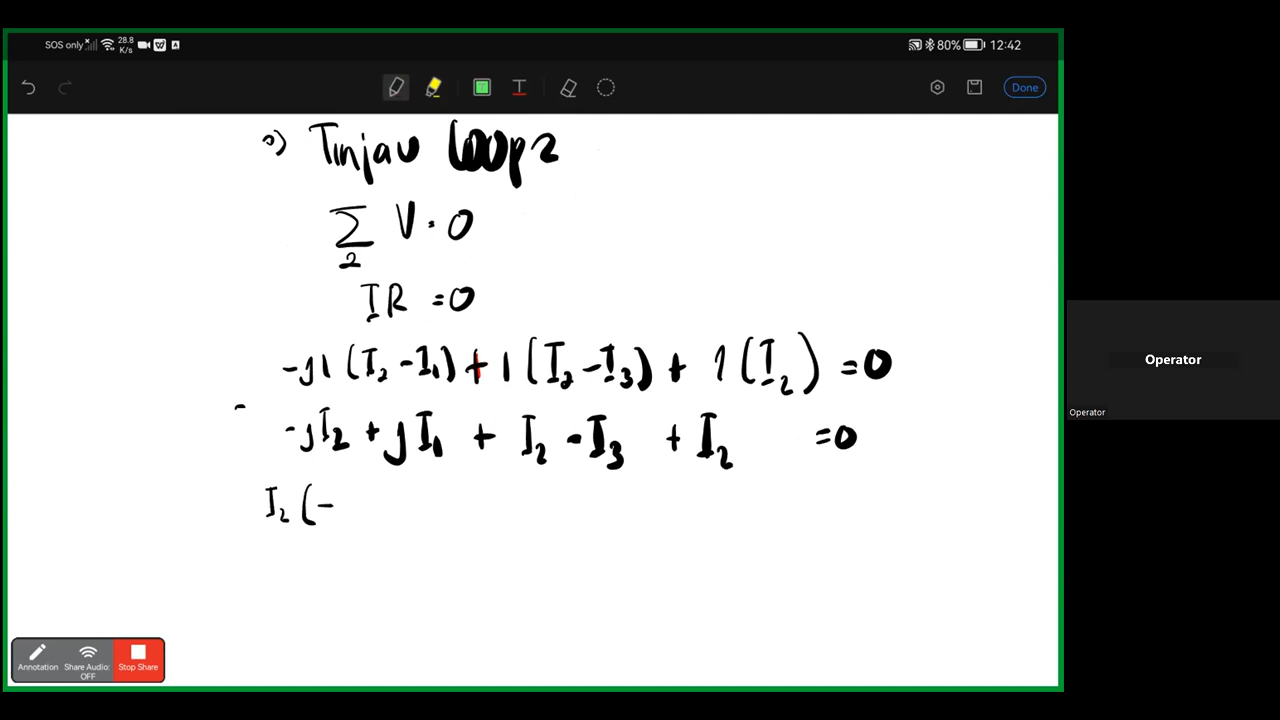 SOS only 28.8 K/s 80% 12:42
T Done
⁰) Tinjau Loop 2
∑ V = 0
2
IR = 0
-j1 (I₂ - I₁) + 1 (I₂ - I₃) + 1 (I₂) = 0
- -jI₂ + jI₁ + I₂ - I₃ + I₂ = 0
I₂ (-
Operator
Operator
Annotation Share Audio: OFF Stop Share